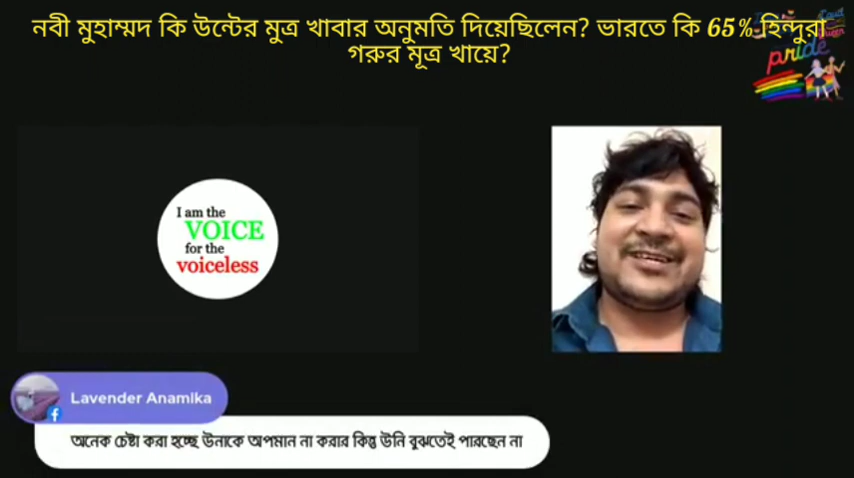 নবী মুহাম্মদ কি উন্টের মুত্র খাবার অনুমতি দিয়েছিলেন? ভারতে কি 65% হিন্দুরা
গরুর মূত্র খায়ে?
pride
I am the
VOICE
for the
voiceless
Lavender Anamika
অনেক চেষ্টা করা হচ্ছে উনাকে অপমান না করার কিন্তু উনি বুঝতেই পারছেন না